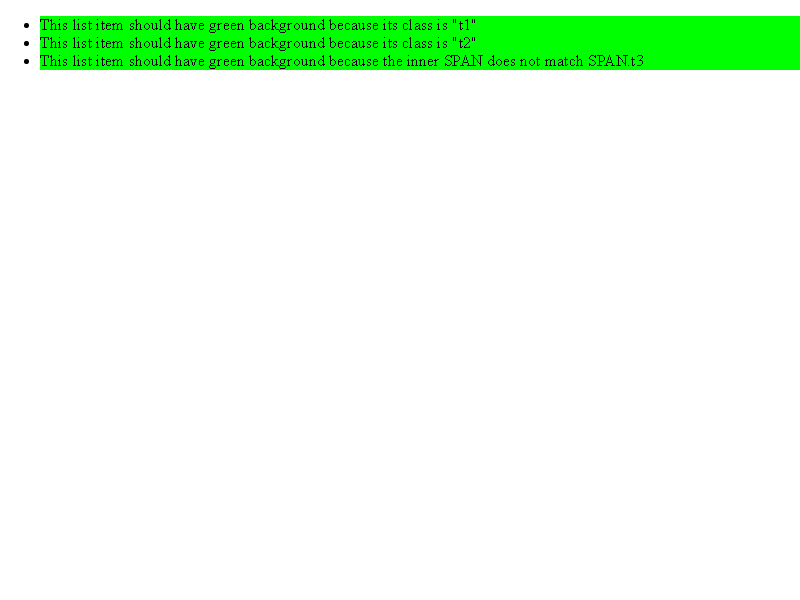 This list item should have green background because its class is "t1"
This list item should have green background because its class is "t2"
This list item should have green background because the inner SPAN does not match SPAN.t3